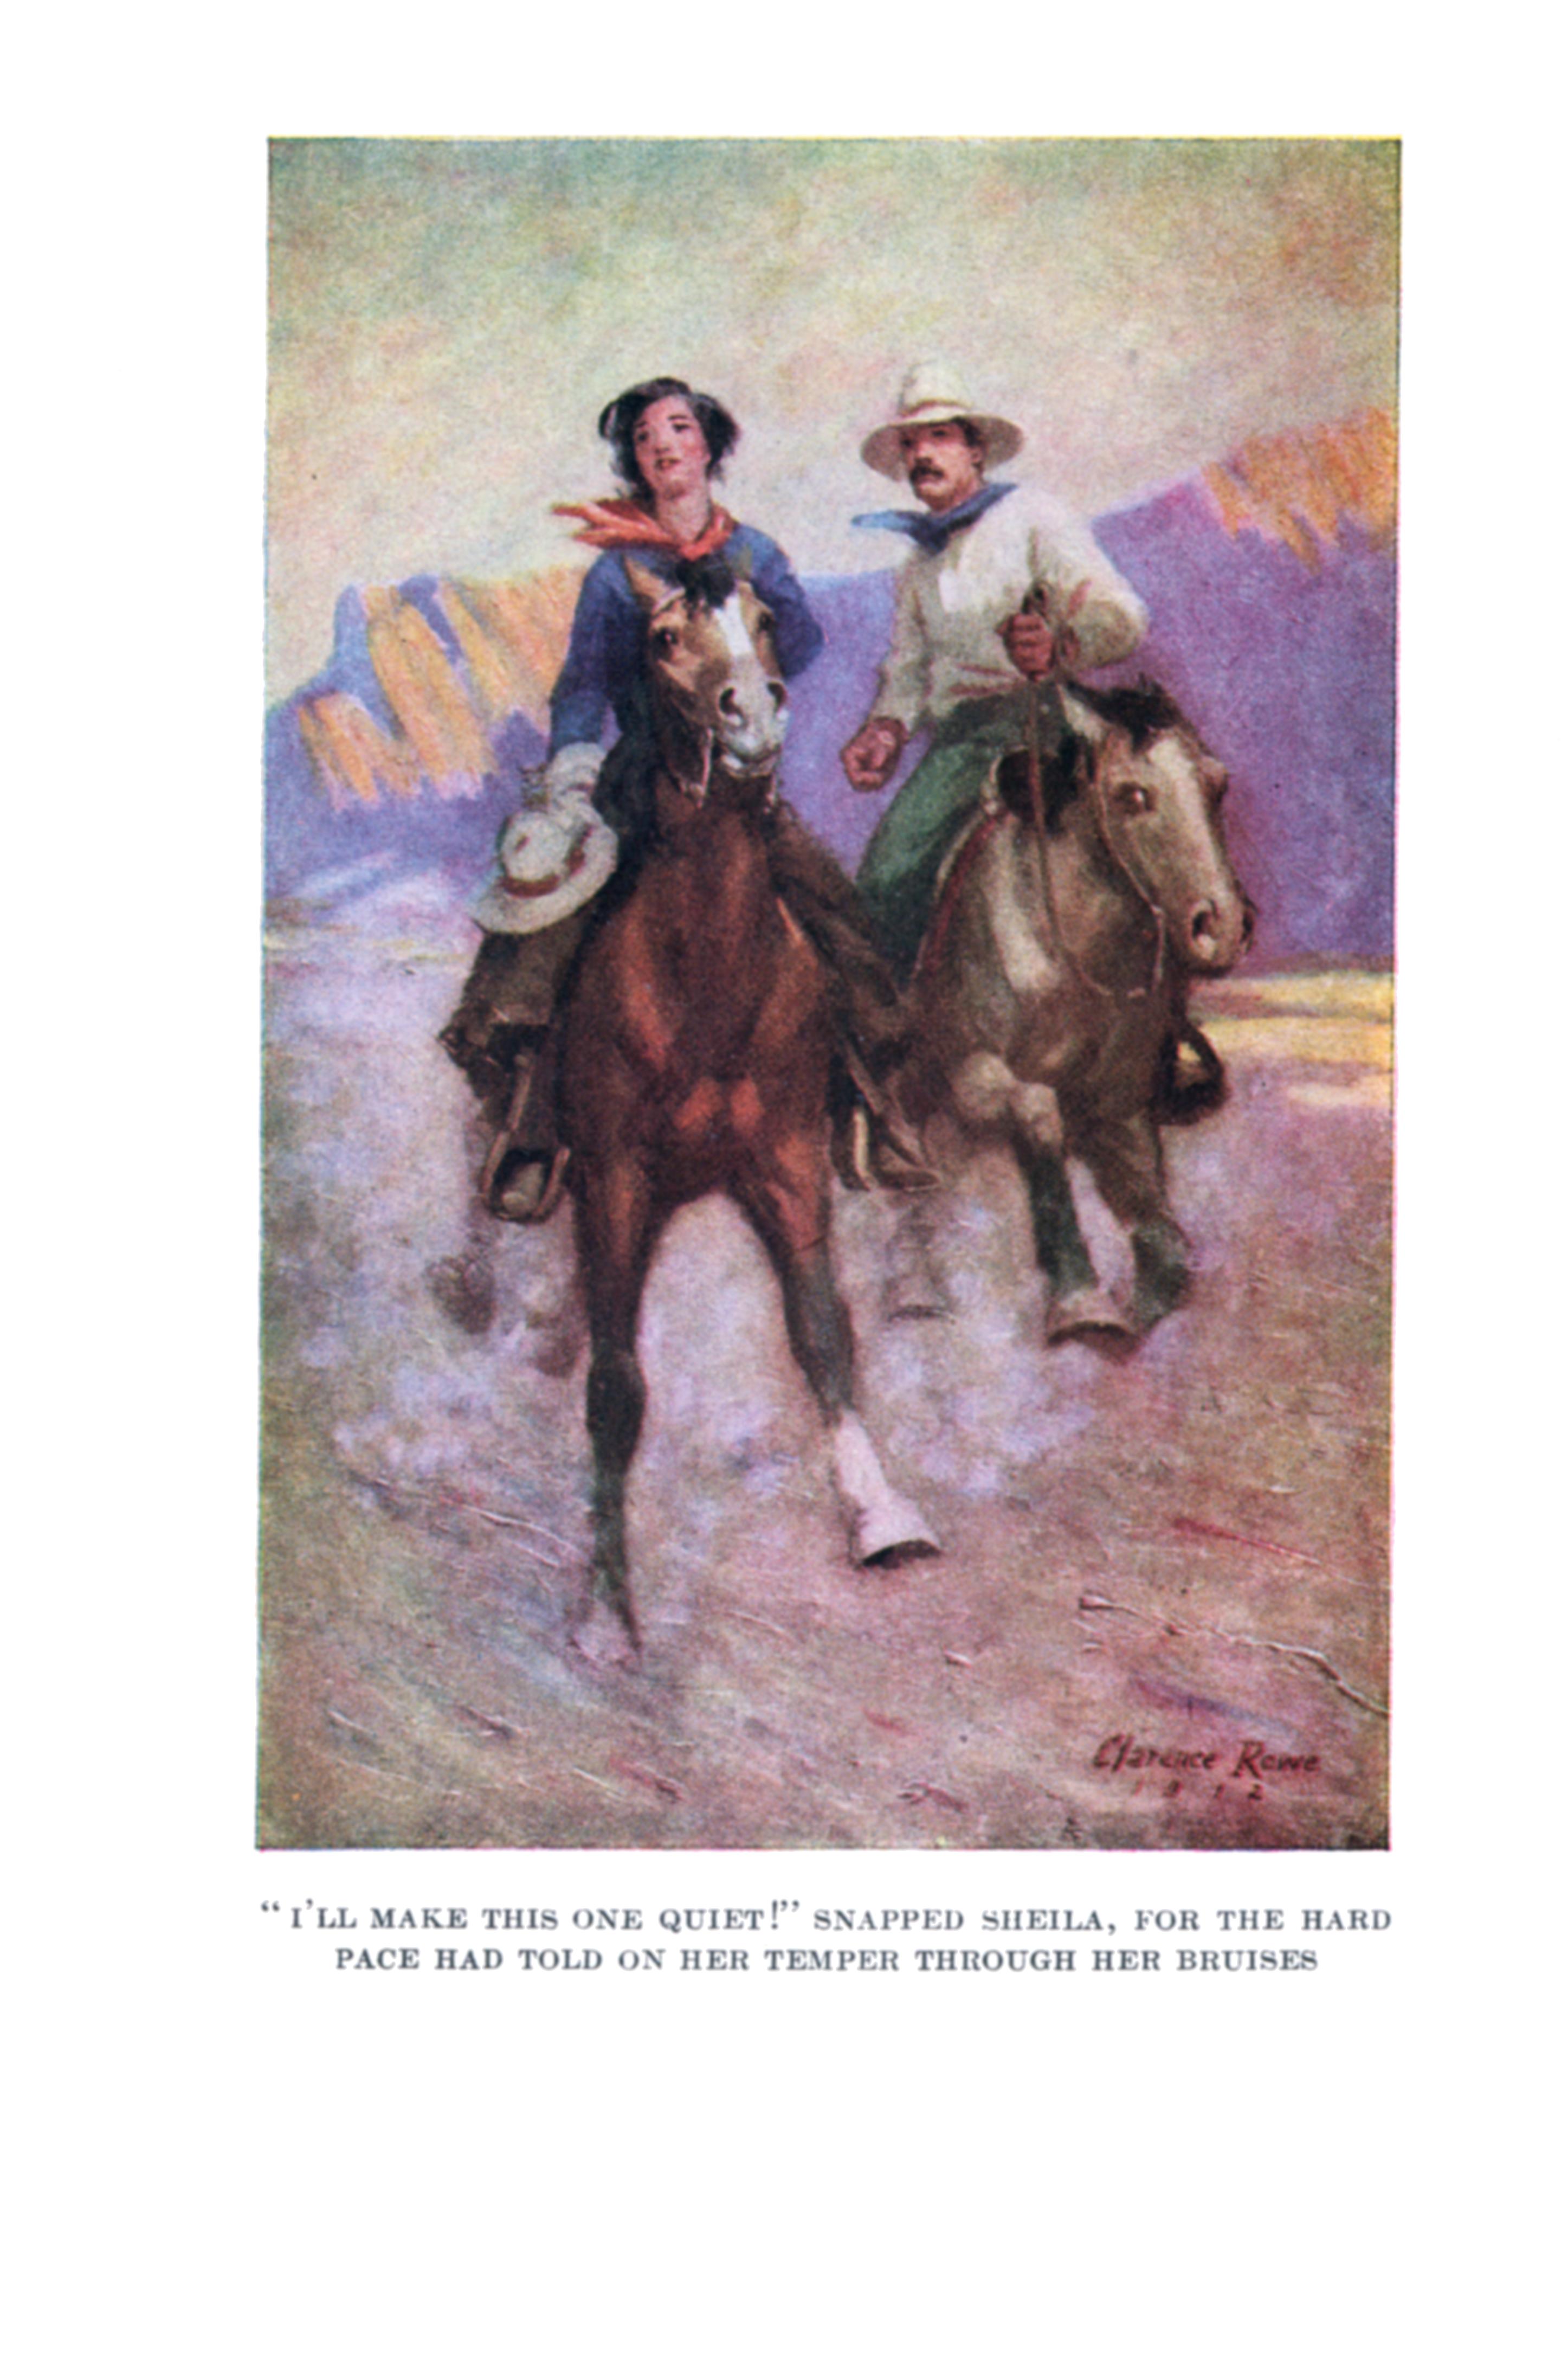 Clarence Rowe
1912
“I’LL MAKE THIS ONE QUIET!” SNAPPED SHEILA, FOR THE HARD
PACE HAD TOLD ON HER TEMPER THROUGH HER BRUISES